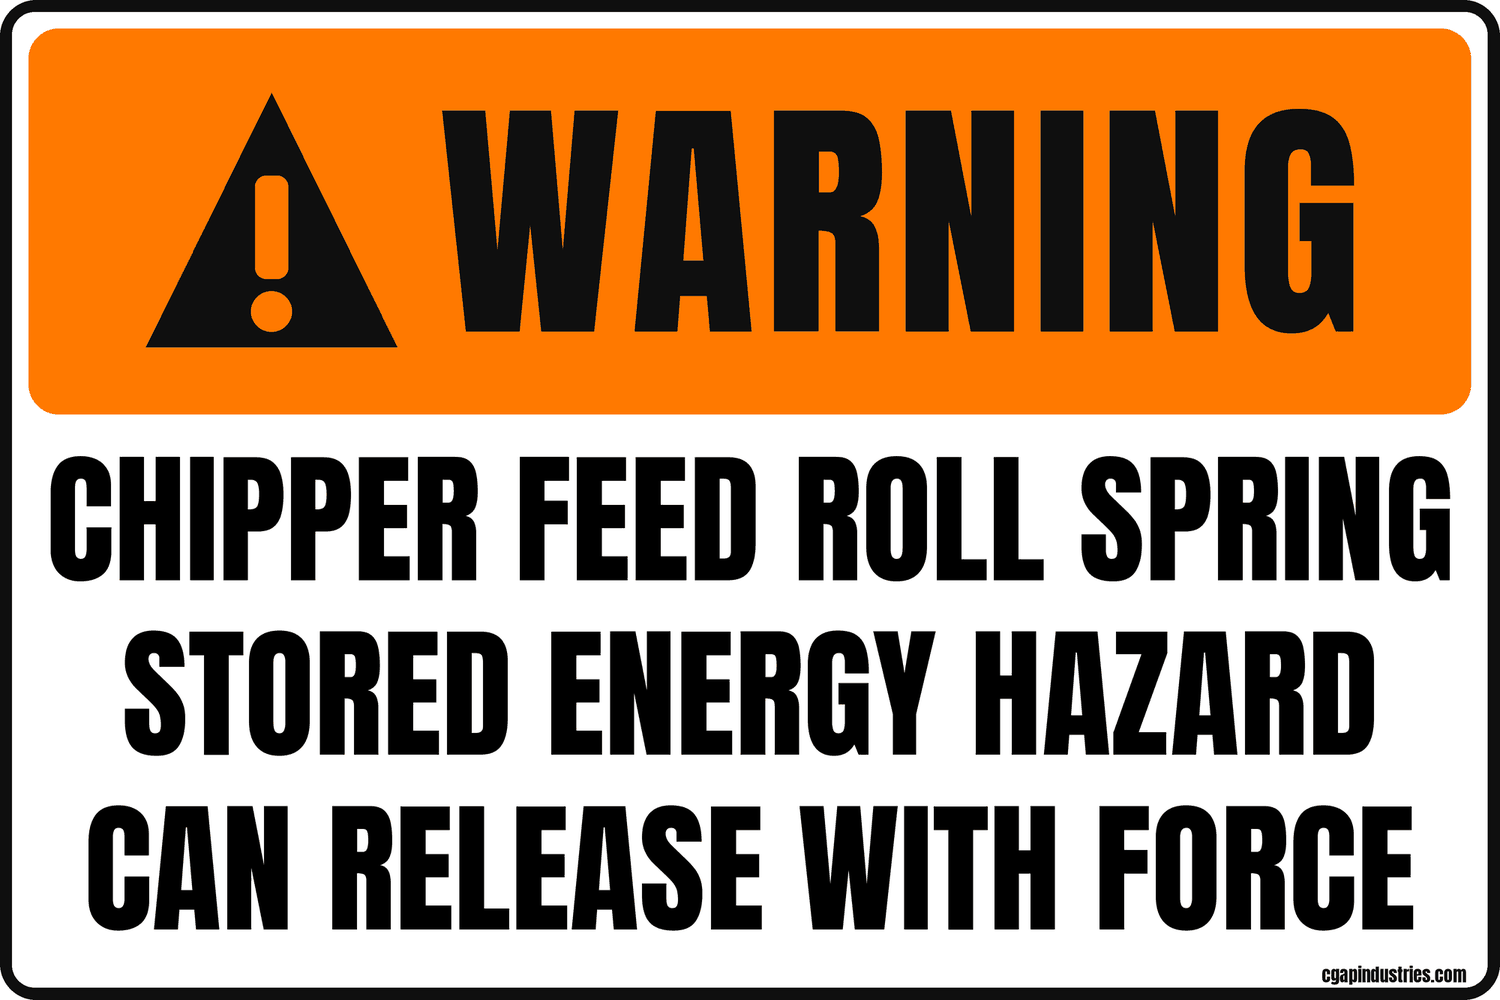 WARNING
CHIPPER FEED ROLL SPRING
STORED ENERGY HAZARD
CAN RELEASE WITH FORCE
cgapindustries.com